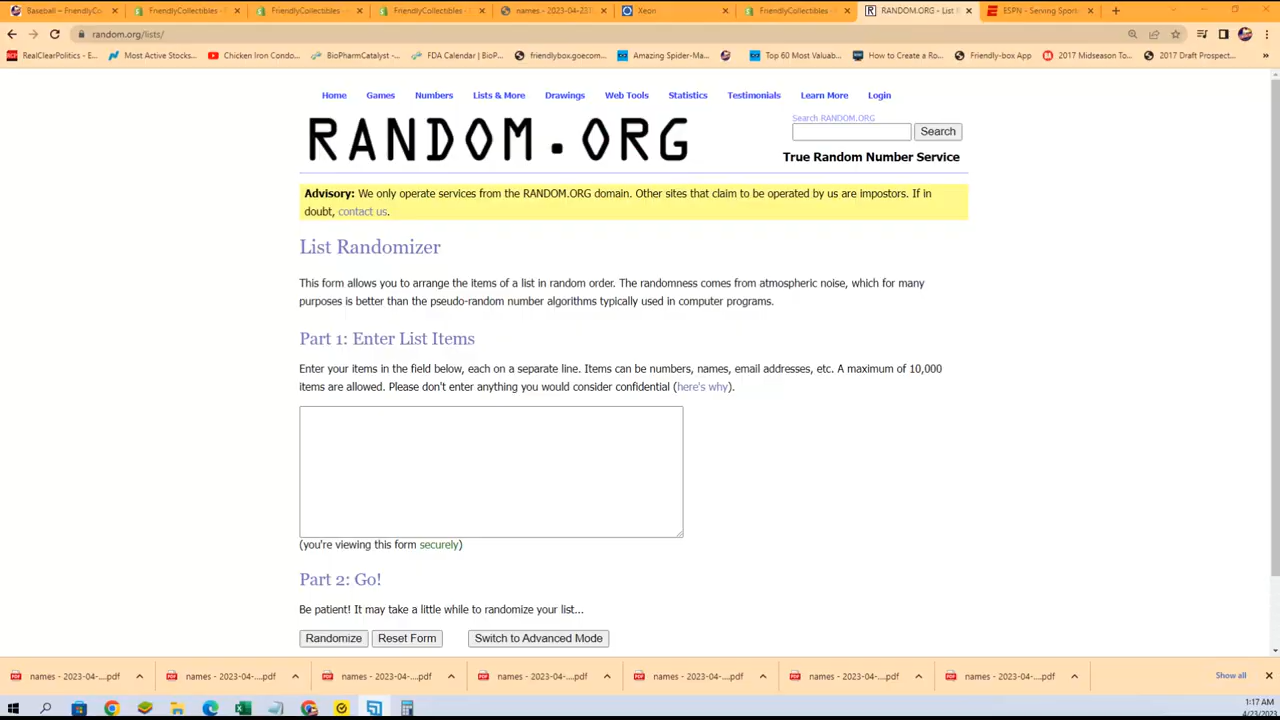 Baseball – FriendlyCo
FriendlyCollectibles
FriendlyCollectibles
FriendlyCollectibles
names - 2023-04-23T
Xeon
FriendlyCollectibles
RANDOM.ORG - List R
ESPN - Serving Sport
random.org/lists/
RealClearPolitics - E...
Most Active Stocks...
Chicken Iron Condo...
BioPharmCatalyst -...
FDA Calendar | BioP...
friendlybox.goecom...
Amazing Spider-Ma...
Top 60 Most Valuab...
How to Create a Ro...
Friendly-box App
2017 Midseason To...
2017 Draft Prospect...
Home Games Numbers Lists & More Drawings Web Tools Statistics Testimonials Learn More Login
RANDOM.ORG
Search RANDOM.ORG
Search
True Random Number Service
Advisory: We only operate services from the RANDOM.ORG domain. Other sites that claim to be operated by us are impostors. If in
doubt, contact us.
List Randomizer
This form allows you to arrange the items of a list in random order. The randomness comes from atmospheric noise, which for many
purposes is better than the pseudo-random number algorithms typically used in computer programs.
Part 1: Enter List Items
Enter your items in the field below, each on a separate line. Items can be numbers, names, email addresses, etc. A maximum of 10,000
items are allowed. Please don't enter anything you would consider confidential (here's why).
(you're viewing this form securely)
Part 2: Go!
Be patient! It may take a little while to randomize your list...
Randomize Reset Form Switch to Advanced Mode
names - 2023-04-....pdf
names - 2023-04-....pdf
names - 2023-04-....pdf
names - 2023-04-....pdf
names - 2023-04-....pdf
names - 2023-04-....pdf
names - 2023-04-....pdf
Show all
1:17 AM
4/23/2023